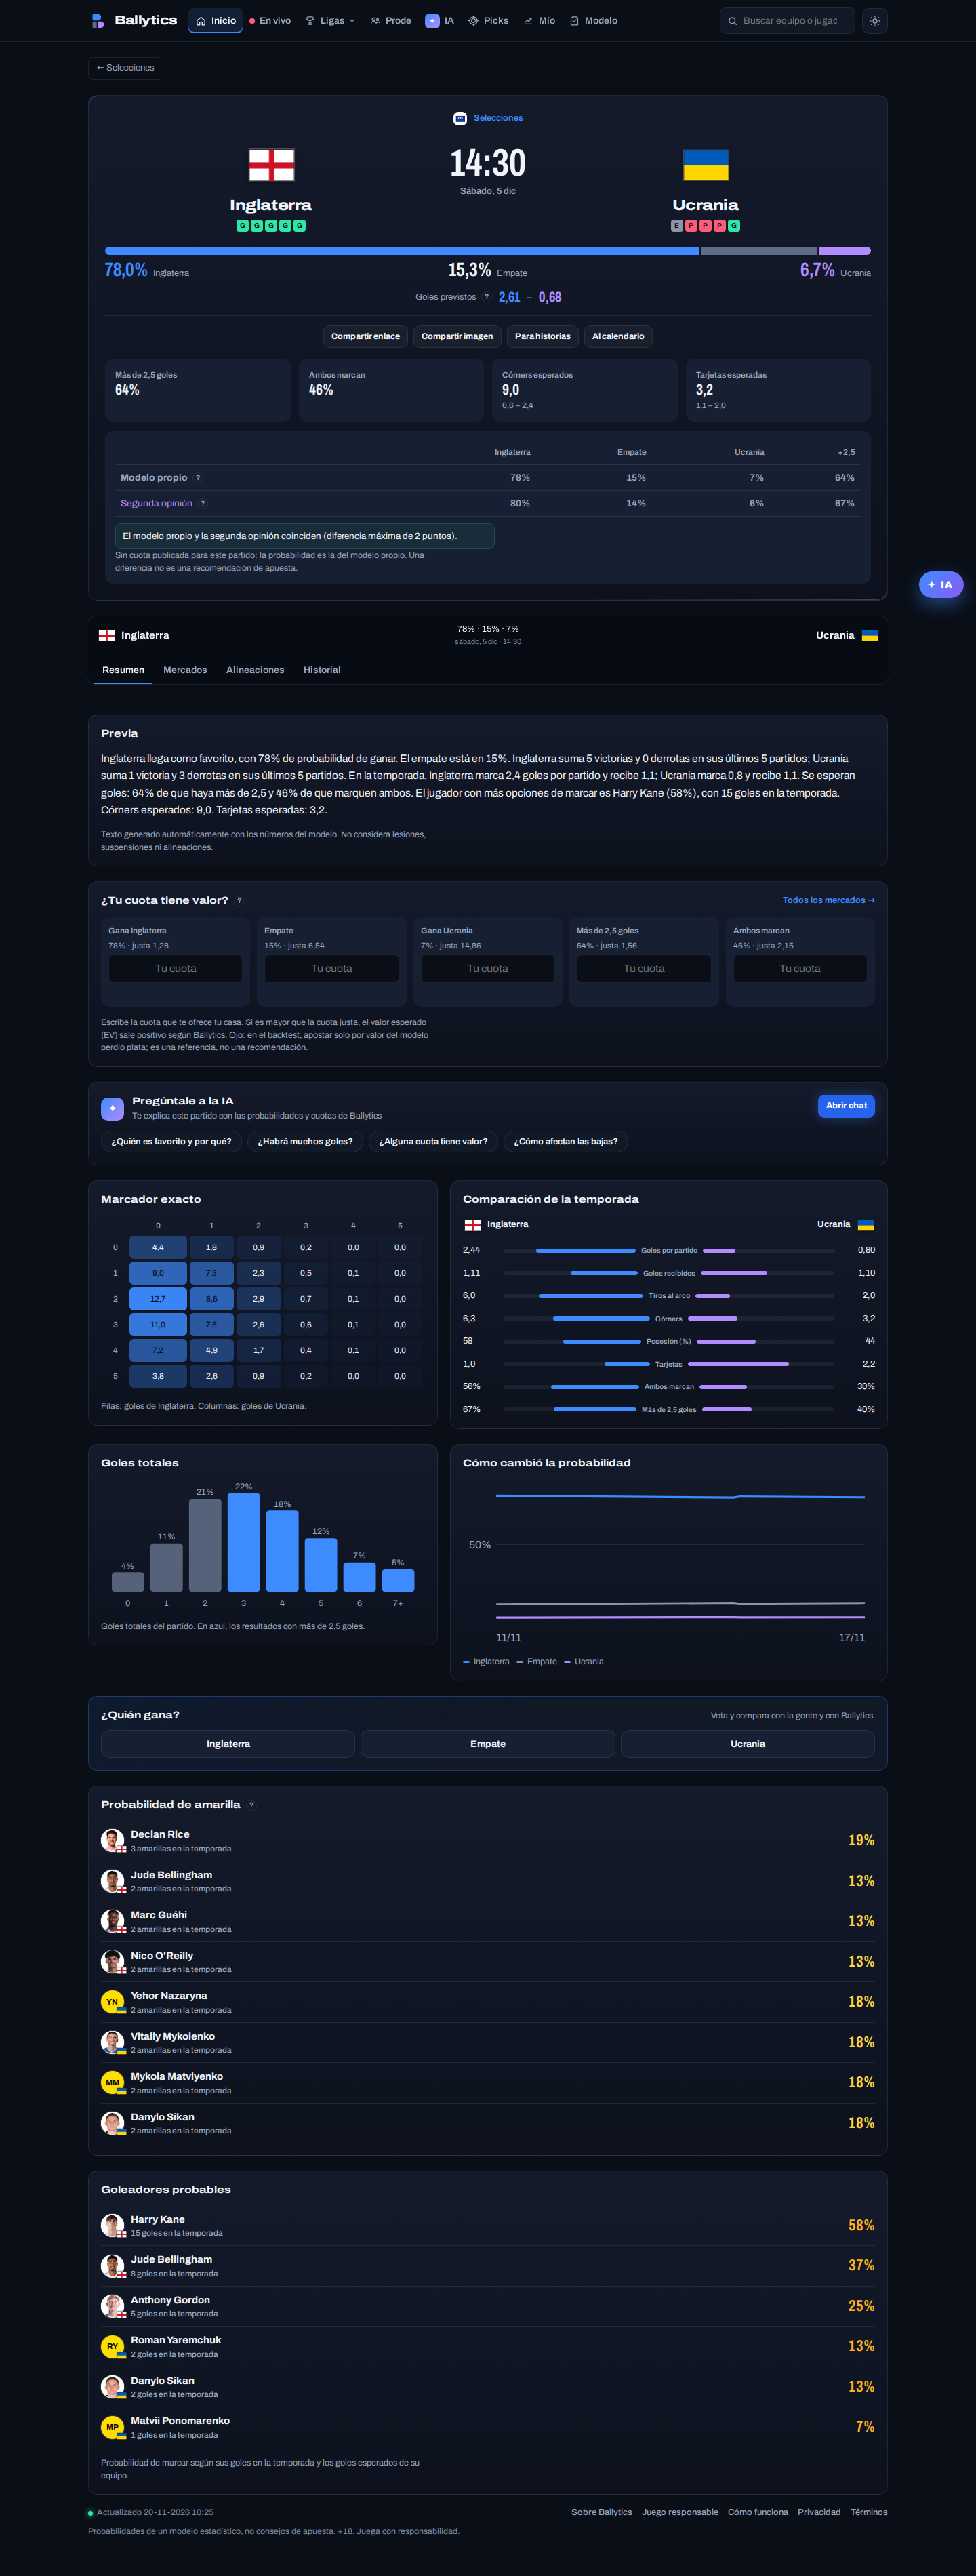 Ballytics
Inicio
En vivo
Ligas
Prode
IA
Picks
Mio
Modelo
Buscar equipo o jugac
← Selecciones
Selecciones
14:30
Sábado, 5 dic
Inglaterra
G G G G G
Ucrania
E P P P G
78,0% Inglaterra
15,3% Empate
6,7% Ucrania
Goles previstos ? 2,61 – 0,68
Compartir enlace
Compartir imagen
Para historias
Al calendario
Más de 2,5 goles
64%
Ambos marcan
46%
Córners esperados
9,0
6,6 – 2,4
Tarjetas esperadas
3,2
1,1 – 2,0
Inglaterra Empate Ucrania +2,5
Modelo propio ? 78% 15% 7% 64%
Segunda opinión ? 80% 14% 6% 67%
El modelo propio y la segunda opinión coinciden (diferencia máxima de 2 puntos).
Sin cuota publicada para este partido: la probabilidad es la del modelo propio. Una
diferencia no es una recomendación de apuesta.
✦ IA
Inglaterra
78% · 15% · 7%
sábado, 5 dic · 14:30
Ucrania
Resumen
Mercados
Alineaciones
Historial
Previa
Inglaterra llega como favorito, con 78% de probabilidad de ganar. El empate está en 15%. Inglaterra suma 5 victorias y 0 derrotas en sus últimos 5 partidos; Ucrania
suma 1 victoria y 3 derrotas en sus últimos 5 partidos. En la temporada, Inglaterra marca 2,4 goles por partido y recibe 1,1; Ucrania marca 0,8 y recibe 1,1. Se esperan
goles: 64% de que haya más de 2,5 y 46% de que marquen ambos. El jugador con más opciones de marcar es Harry Kane (58%), con 15 goles en la temporada.
Córners esperados: 9,0. Tarjetas esperadas: 3,2.
Texto generado automáticamente con los números del modelo. No considera lesiones,
suspensiones ni alineaciones.
¿Tu cuota tiene valor? ?
Todos los mercados →
Gana Inglaterra
78% · justa 1,28
Tu cuota
—
Empate
15% · justa 6,54
Tu cuota
—
Gana Ucrania
7% · justa 14,86
Tu cuota
—
Más de 2,5 goles
64% · justa 1,56
Tu cuota
—
Ambos marcan
46% · justa 2,15
Tu cuota
—
Escribe la cuota que te ofrece tu casa. Si es mayor que la cuota justa, el valor esperado
(EV) sale positivo según Ballytics. Ojo: en el backtest, apostar solo por valor del modelo
perdió plata; es una referencia, no una recomendación.
Pregúntale a la IA
Te explica este partido con las probabilidades y cuotas de Ballytics
Abrir chat
¿Quién es favorito y por qué?
¿Habrá muchos goles?
¿Alguna cuota tiene valor?
¿Cómo afectan las bajas?
Marcador exacto
0 1 2 3 4 5
0 4,4 1,8 0,9 0,2 0,0 0,0
1 9,0 7,3 2,3 0,5 0,1 0,0
2 12,7 8,6 2,9 0,7 0,1 0,0
3 11,0 7,5 2,6 0,6 0,1 0,0
4 7,2 4,9 1,7 0,4 0,1 0,0
5 3,8 2,6 0,9 0,2 0,0 0,0
Filas: goles de Inglaterra. Columnas: goles de Ucrania.
Comparación de la temporada
Inglaterra
Ucrania
2,44 Goles por partido 0,80
1,11 Goles recibidos 1,10
6,0 Tiros al arco 2,0
6,3 Córners 3,2
58 Posesión (%) 44
1,0 Tarjetas 2,2
56% Ambos marcan 30%
67% Más de 2,5 goles 40%
Goles totales
4% 11% 21% 22% 18% 12% 7% 5%
0 1 2 3 4 5 6 7+
Goles totales del partido. En azul, los resultados con más de 2,5 goles.
Cómo cambió la probabilidad
50%
11/11 17/11
Inglaterra Empate Ucrania
¿Quién gana?
Vota y compara con la gente y con Ballytics.
Inglaterra
Empate
Ucrania
Probabilidad de amarilla ?
Declan Rice
3 amarillas en la temporada
19%
Jude Bellingham
2 amarillas en la temporada
13%
Marc Guéhi
2 amarillas en la temporada
13%
Nico O'Reilly
2 amarillas en la temporada
13%
YN
Yehor Nazaryna
2 amarillas en la temporada
18%
Vitaliy Mykolenko
2 amarillas en la temporada
18%
MM
Mykola Matviyenko
2 amarillas en la temporada
18%
Danylo Sikan
2 amarillas en la temporada
18%
Goleadores probables
Harry Kane
15 goles en la temporada
58%
Jude Bellingham
8 goles en la temporada
37%
Anthony Gordon
5 goles en la temporada
25%
RY
Roman Yaremchuk
2 goles en la temporada
13%
Danylo Sikan
2 goles en la temporada
13%
MP
Matvii Ponomarenko
1 goles en la temporada
7%
Probabilidad de marcar según sus goles en la temporada y los goles esperados de su
equipo.
Actualizado 20-11-2026 10:25
Sobre Ballytics
Juego responsable
Cómo funciona
Privacidad
Términos
Probabilidades de un modelo estadístico, no consejos de apuesta. +18. Juega con responsabilidad.